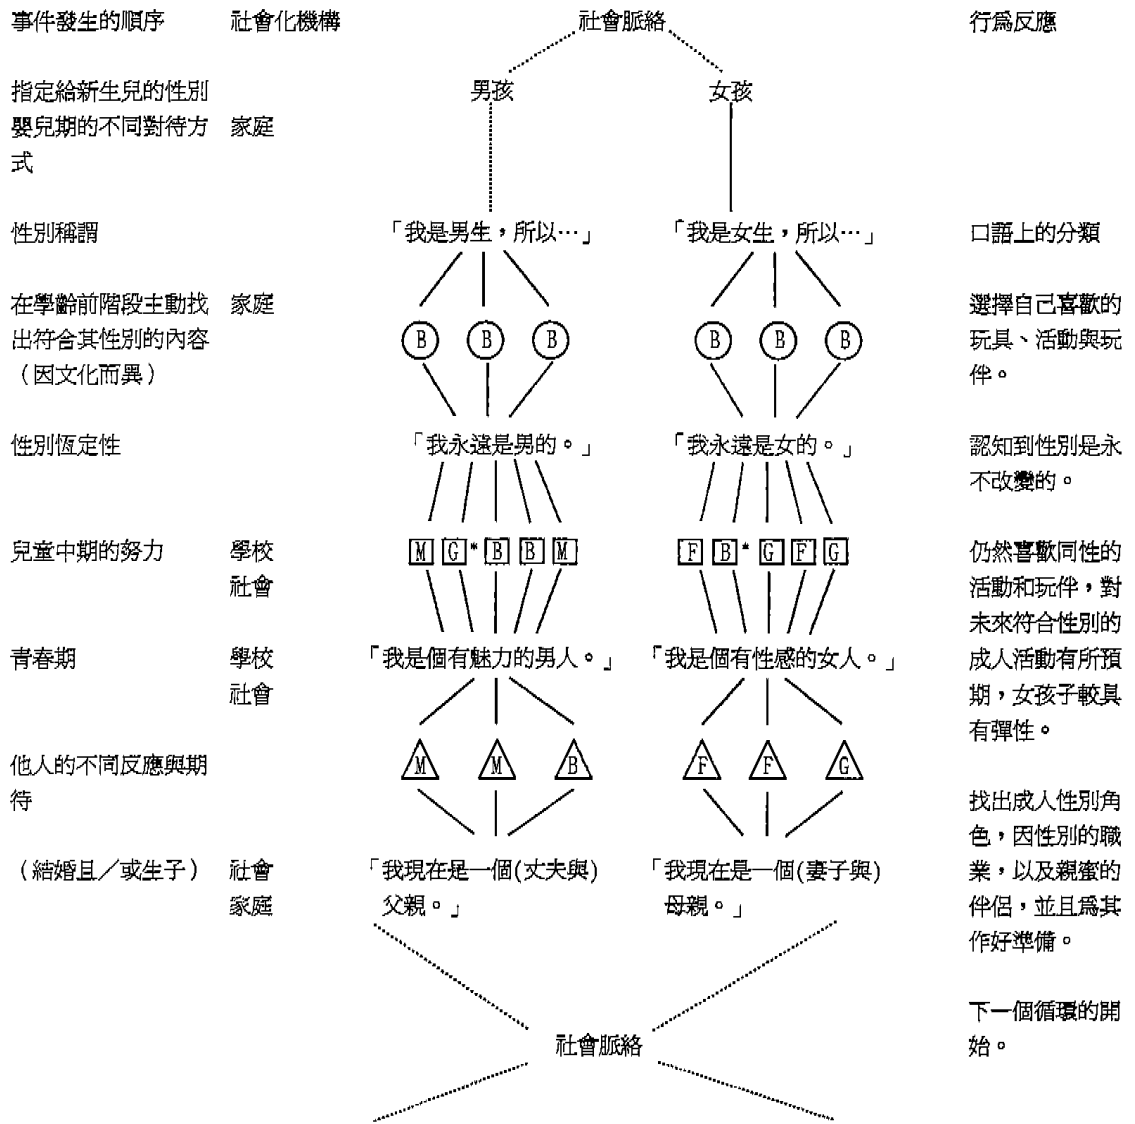 事件發生的順序 社會化機構 社會脈絡 行為反應
指定給新生兒的性別 男孩 女孩
嬰兒期的不同對待方 家庭
式
性別稱謂 「我是男生，所以…」 「我是女生，所以…」 口語上的分類
在學齡前階段主動找 家庭 選擇自己喜歡的
出符合其性別的內容 B B B B B B 玩具、活動與玩
（因文化而異） 伴。
性別恆定性 「我永遠是男的。」 「我永遠是女的。」 認知到性別是永
不改變的。
兒童中期的努力 學校 M G * B B M F B * G F G 仍然喜歡同性的
社會 活動和玩伴，對
未來符合性別的
青春期 學校 「我是個有魅力的男人。」 「我是個有性感的女人。」 成人活動有所預
社會 期，女孩子較具
有彈性。
他人的不同反應與期 M M B F F G
待 找出成人性別角
色，因性別的職
（結婚且／或生子） 社會 「我現在是一個(丈夫與) 「我現在是一個(妻子與) 業，以及親蜜的
家庭 父親。」 母親。」 伴侶，並且為其
作好準備。
下一個循環的開
社會脈絡 始。